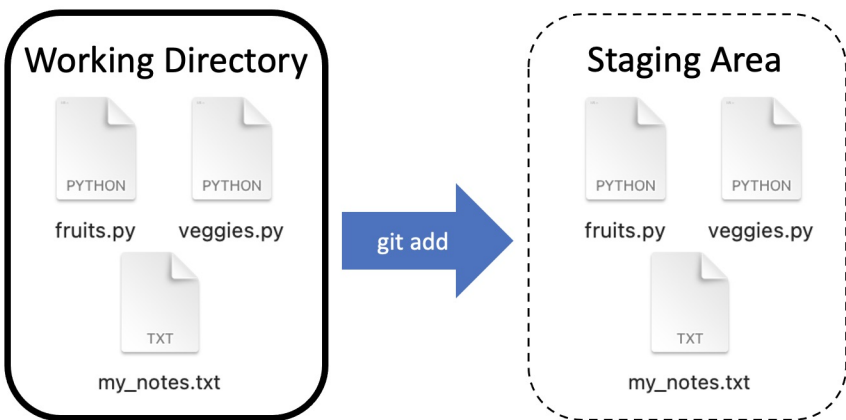 Working Directory
PYTHON
PYTHON
fruits.py
veggies.py
TXT
my_notes.txt
git add
Staging Area
PYTHON
PYTHON
fruits.py
veggies.py
TXT
my_notes.txt